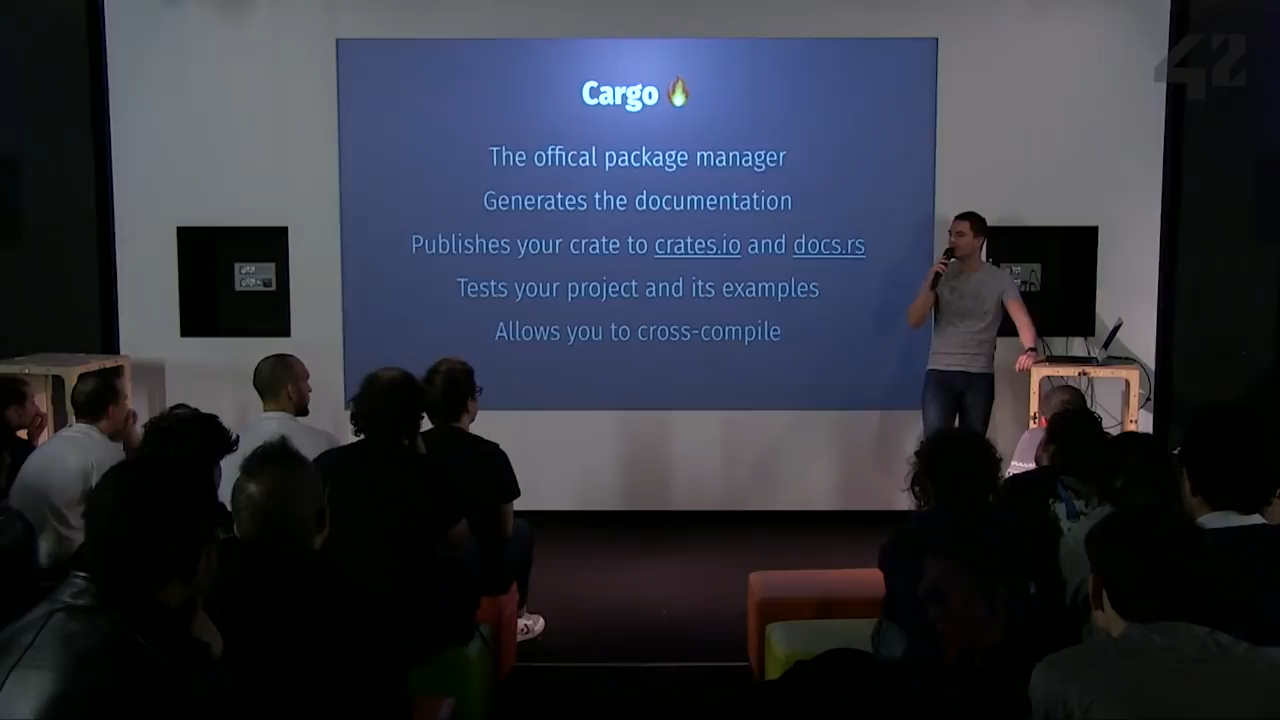 42
Cargo 🔥
The offical package manager
Generates the documentation
Publishes your crate to crates.io and docs.rs
Tests your project and its examples
Allows you to cross-compile